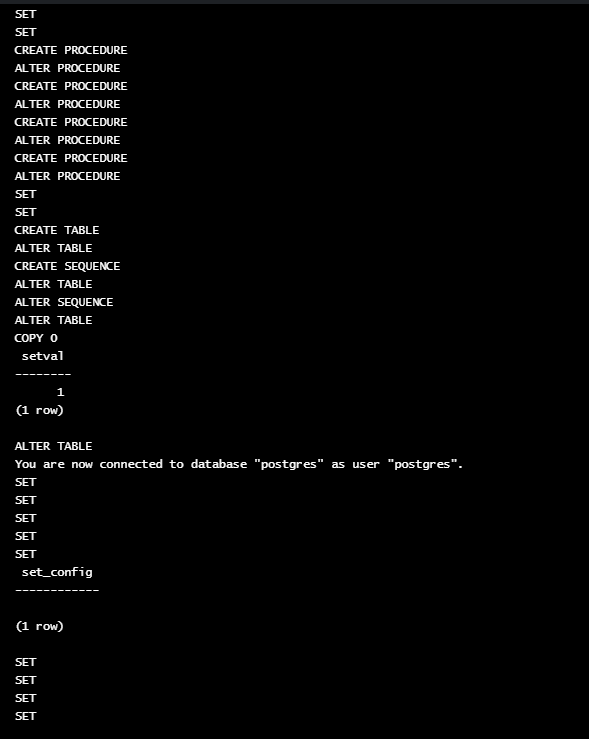 SET
SET
CREATE PROCEDURE
ALTER PROCEDURE
CREATE PROCEDURE
ALTER PROCEDURE
CREATE PROCEDURE
ALTER PROCEDURE
CREATE PROCEDURE
ALTER PROCEDURE
SET
SET
CREATE TABLE
ALTER TABLE
CREATE SEQUENCE
ALTER TABLE
ALTER SEQUENCE
ALTER TABLE
COPY 0
setval
--------
1
(1 row)
ALTER TABLE
You are now connected to database "postgres" as user "postgres".
SET
SET
SET
SET
SET
set_config
------------
(1 row)
SET
SET
SET
SET